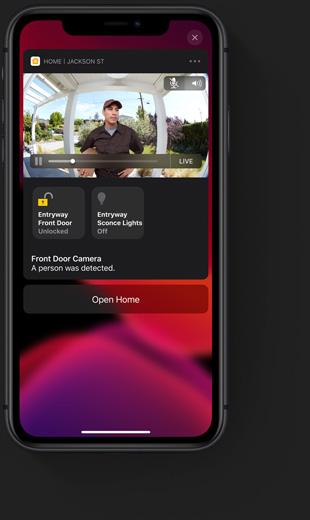 HOME | JACKSON ST
LIVE
Entryway
Front Door
Unlocked
Entryway
Sconce Lights
Off
Front Door Camera
A person was detected.
Open Home